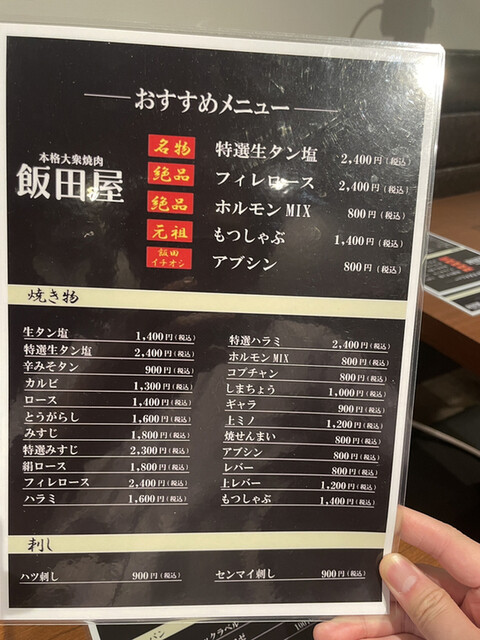 おすすめメニュー
本格大衆焼肉
飯田屋
名物 特選生タン塩 2,400円(税込)
絶品 フィレロース 2,400円(税込)
絶品 ホルモンMIX 800円(税込)
元祖 もつしゃぶ 1,400円(税込)
飯田イチオシ アブシン 800円(税込)
焼き物
生タン塩 1,400円(税込)
特選生タン塩 2,400円(税込)
辛みそタン 900円(税込)
カルビ 1,300円(税込)
ロース 1,400円(税込)
とうがらし 1,600円(税込)
みすじ 1,800円(税込)
特選みすじ 2,300円(税込)
絹ロース 1,800円(税込)
フィレロース 2,400円(税込)
ハラミ 1,600円(税込)
特選ハラミ 2,400円(税込)
ホルモンMIX 800円(税込)
コプチャン 800円(税込)
しまちょう 1,000円(税込)
ギャラ 900円(税込)
上ミノ 1,200円(税込)
焼せんまい 800円(税込)
アブシン 800円(税込)
レバー 800円(税込)
上レバー 1,200円(税込)
もつしゃぶ 1,400円(税込)
刺し
ハツ刺し 900円(税込)
センマイ刺し 900円(税込)